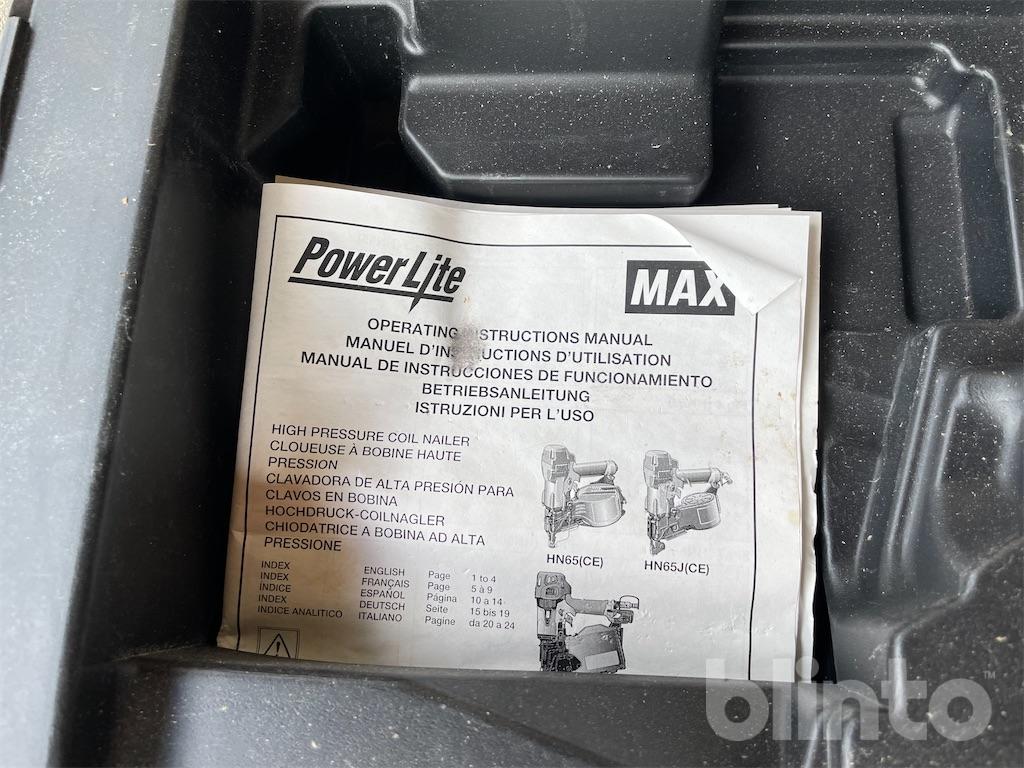 PowerLite
MAX
OPERATING INSTRUCTIONS MANUAL
MANUEL D'INSTRUCTIONS D'UTILISATION
MANUAL DE INSTRUCCIONES DE FUNCIONAMIENTO
BETRIEBSANLEITUNG
ISTRUZIONI PER L'USO
HIGH PRESSURE COIL NAILER
CLOUEUSE À BOBINE HAUTE
PRESSION
CLAVADORA DE ALTA PRESIÓN PARA
CLAVOS EN BOBINA
HOCHDRUCK-COILNAGLER
CHIODATRICE A BOBINA AD ALTA
PRESSIONE
HN65(CE) HN65J(CE)
INDEX ENGLISH Page 1 to 4
INDEX FRANÇAIS Page 5 à 9
ÍNDICE ESPAÑOL Página 10 a 14
INDEX DEUTSCH Seite 15 bis 19
INDICE ANALITICO ITALIANO Pagine da 20 a 24
blinto™